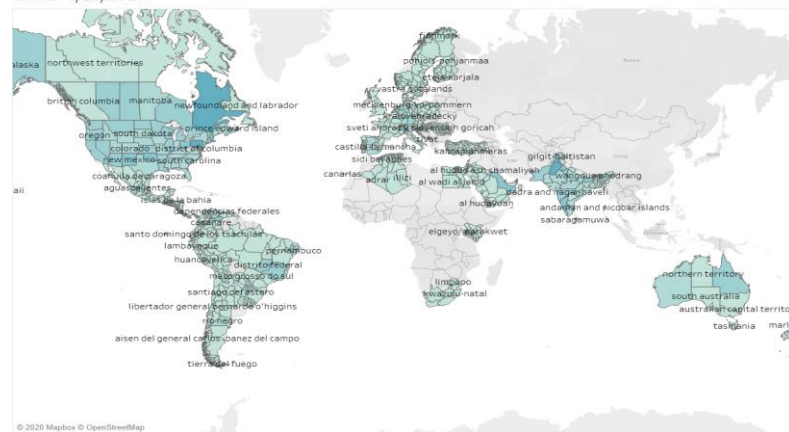 finnmark
alaska
northwest territories
pohjois-pohjanmaa
etela-karjala
vastra gotalands
british columbia
manitoba
newfoundland and labrador
mecklenburg-vorpommern
kralovehradecky
prince edward island
oregon
south dakota
sveti andraz v slovenskih goricah
colorado
district of columbia
castilla-la mancha
kahramanmaras
new mexico
south carolina
sidi bel abbes
gilgit-baltistan
coahuila de zaragoza
canarias
adrar
illizi
al hudud ash shamaliyah
wangdue phodrang
aguascalientes
al wadi al jadid
dadra and nagar haveli
islas de la bahia
al hudaydah
andaman and nicobar islands
dependencias federales
sabaragamuwa
casanare
santo domingo de los tsachilas
elgeyo/marakwet
lambayeque
pernambuco
huancavelica
distrito federal
northern territory
mato grosso do sul
limpopo
santiago del estero
kwazulu-natal
south australia
libertador general bernardo o'higgins
australian capital territo
rio negro
tasmania
marl
aisen del general carlos ibanez del campo
tierra del fuego
© 2020 Mapbox © OpenStreetMap